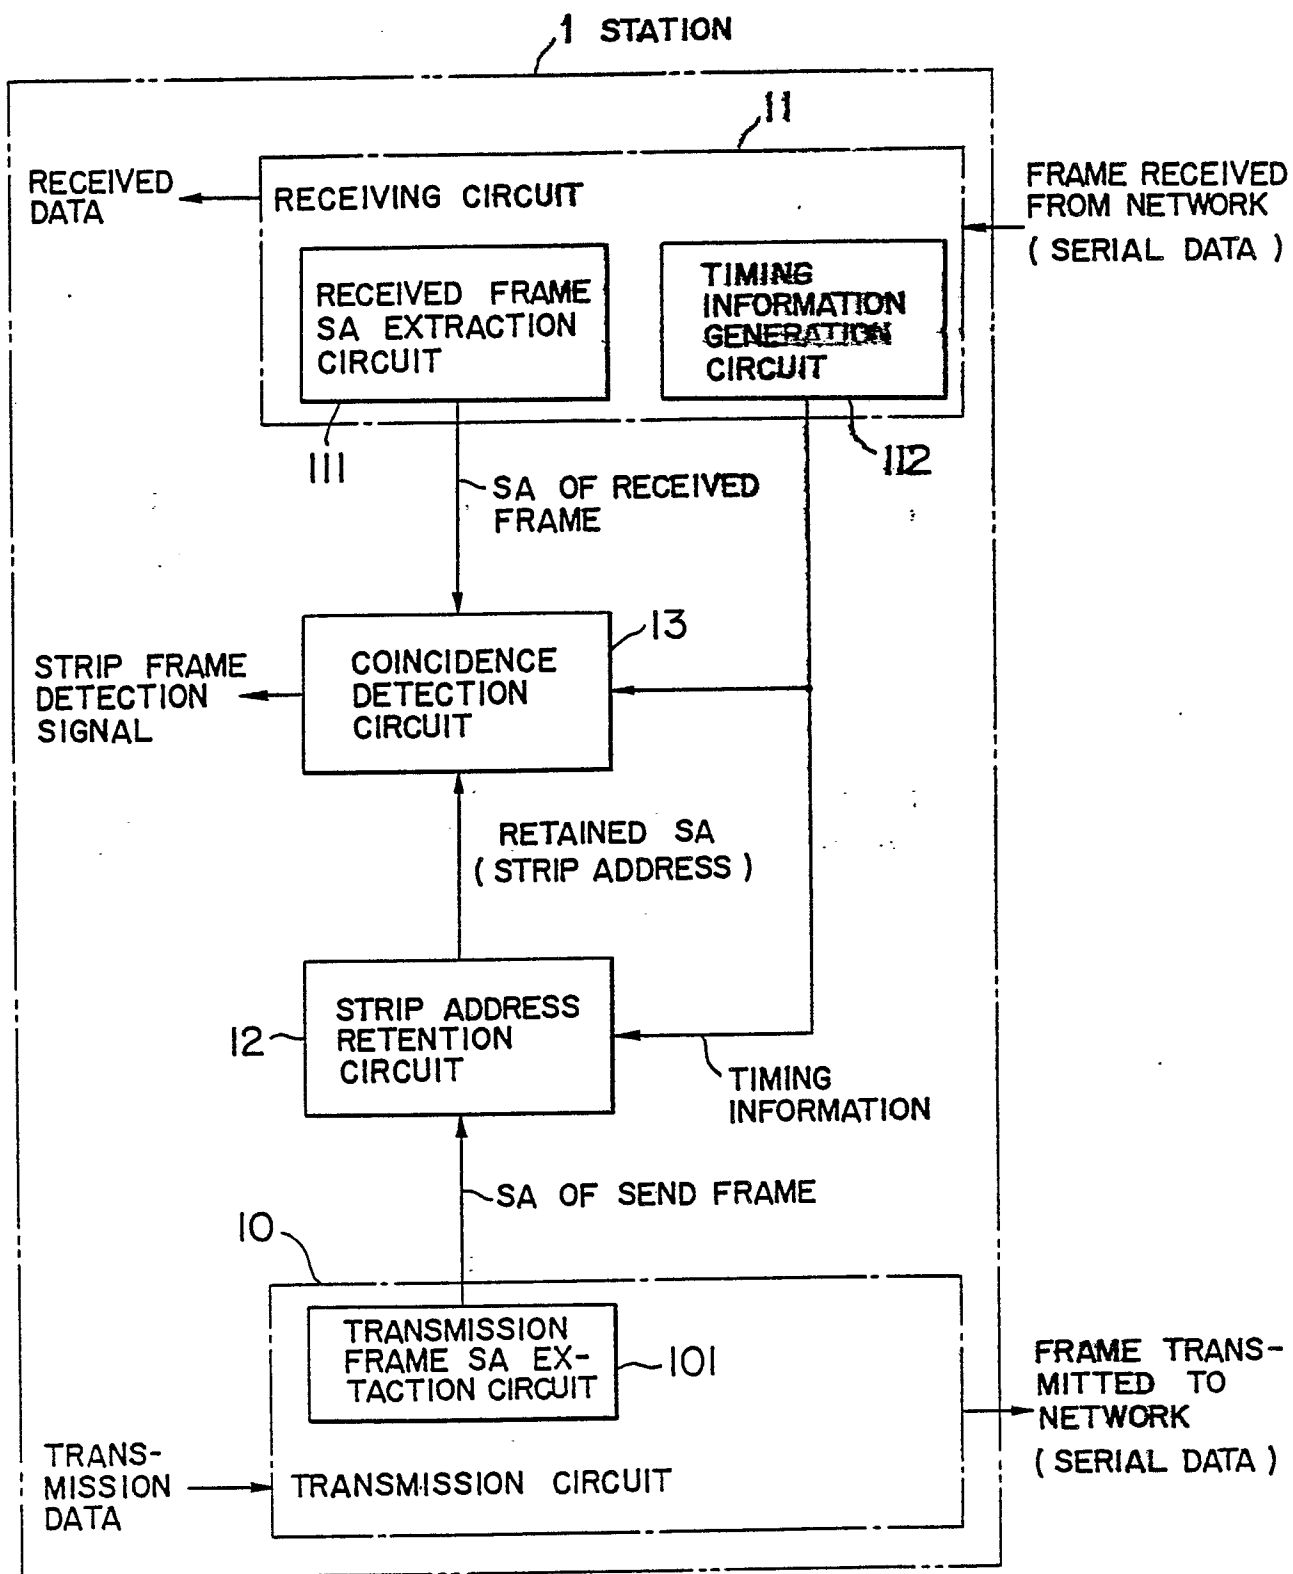 1 STATION
11
RECEIVED
DATA
RECEIVING CIRCUIT
FRAME RECEIVED
FROM NETWORK
( SERIAL DATA )
RECEIVED FRAME
SA EXTRACTION
CIRCUIT
TIMING
INFORMATION
GENERATION
CIRCUIT
111
112
SA OF RECEIVED
FRAME
13
STRIP FRAME
DETECTION
SIGNAL
COINCIDENCE
DETECTION
CIRCUIT
RETAINED SA
( STRIP ADDRESS )
12
STRIP ADDRESS
RETENTION
CIRCUIT
TIMING
INFORMATION
SA OF SEND FRAME
10
TRANSMISSION
FRAME SA EX-
TACTION CIRCUIT
101
FRAME TRANS-
MITTED TO
NETWORK
( SERIAL DATA )
TRANS-
MISSION
DATA
TRANSMISSION CIRCUIT